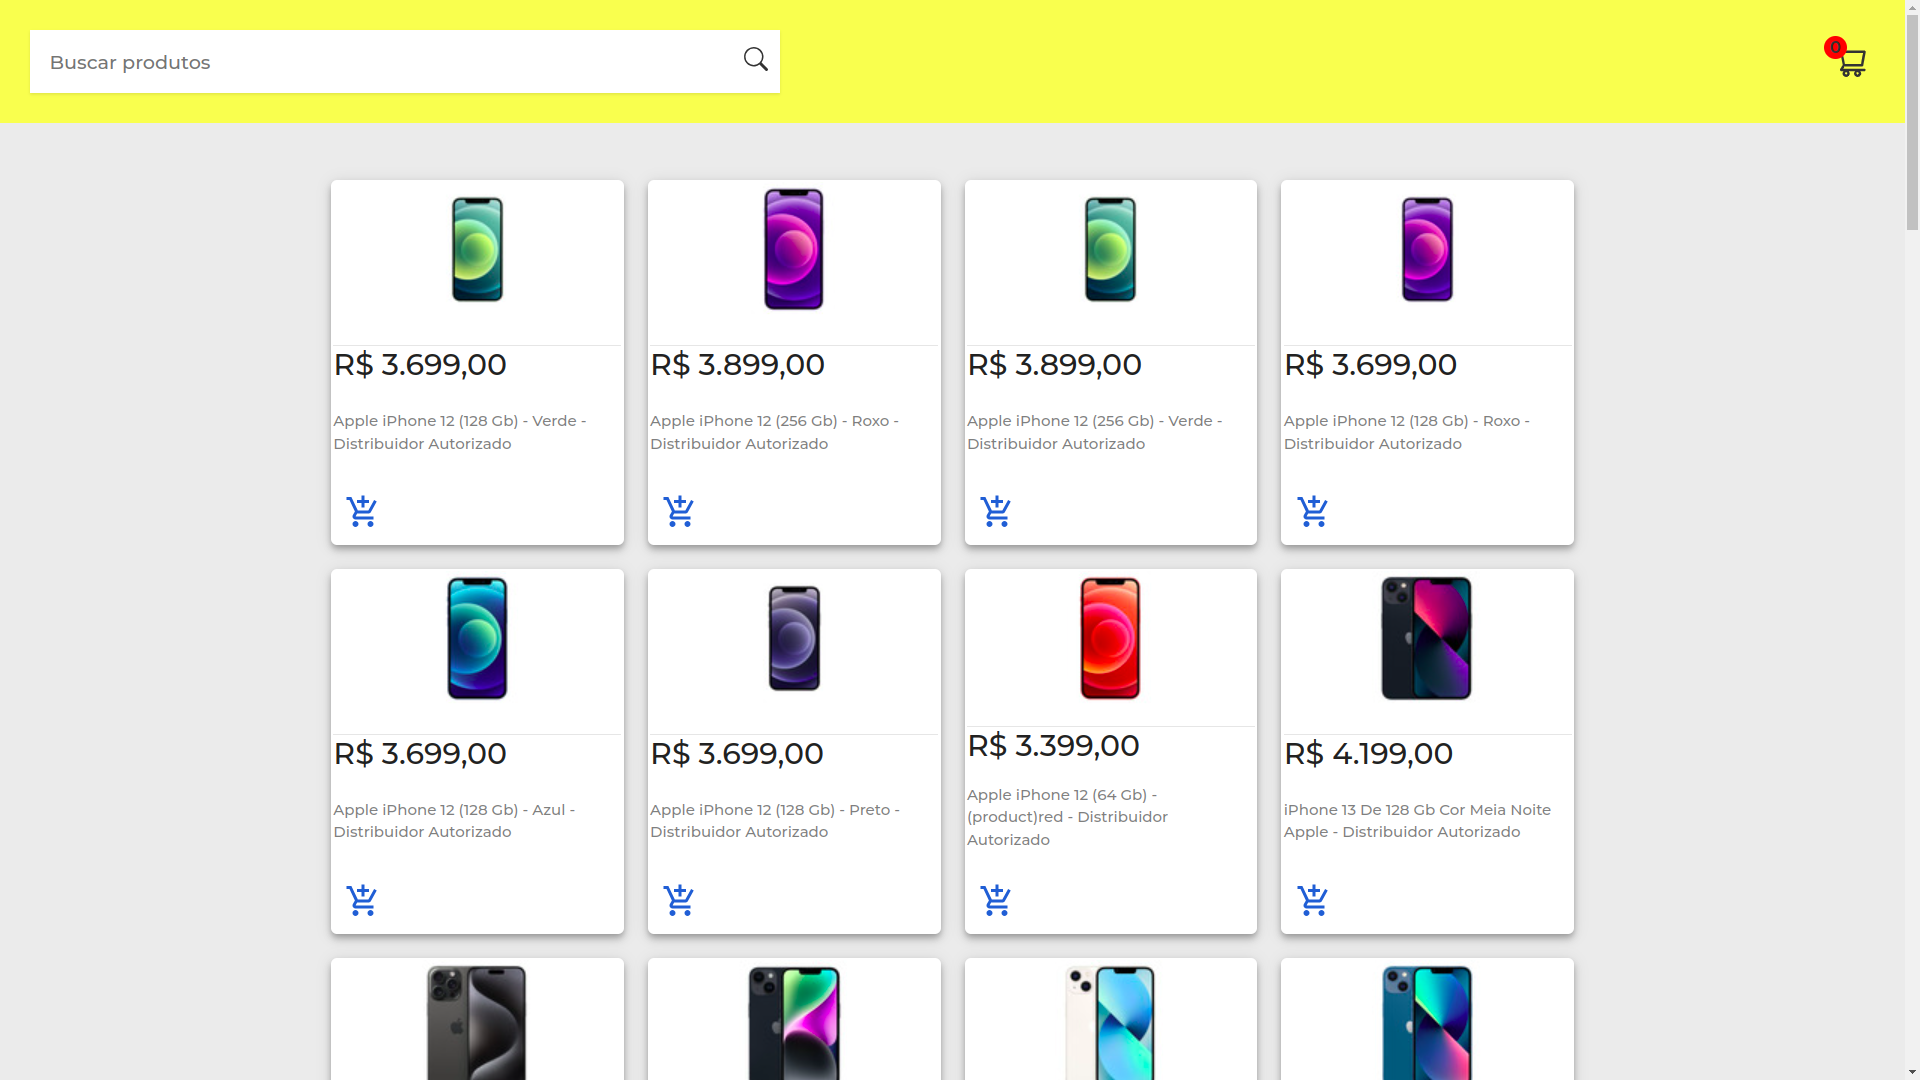 Buscar produtos
0
R$ 3.699,00
Apple iPhone 12 (128 Gb) - Verde -
Distribuidor Autorizado
R$ 3.899,00
Apple iPhone 12 (256 Gb) - Roxo -
Distribuidor Autorizado
R$ 3.899,00
Apple iPhone 12 (256 Gb) - Verde -
Distribuidor Autorizado
R$ 3.699,00
Apple iPhone 12 (128 Gb) - Roxo -
Distribuidor Autorizado
R$ 3.699,00
Apple iPhone 12 (128 Gb) - Azul -
Distribuidor Autorizado
R$ 3.699,00
Apple iPhone 12 (128 Gb) - Preto -
Distribuidor Autorizado
R$ 3.399,00
Apple iPhone 12 (64 Gb) -
(product)red - Distribuidor
Autorizado
R$ 4.199,00
iPhone 13 De 128 Gb Cor Meia Noite
Apple - Distribuidor Autorizado